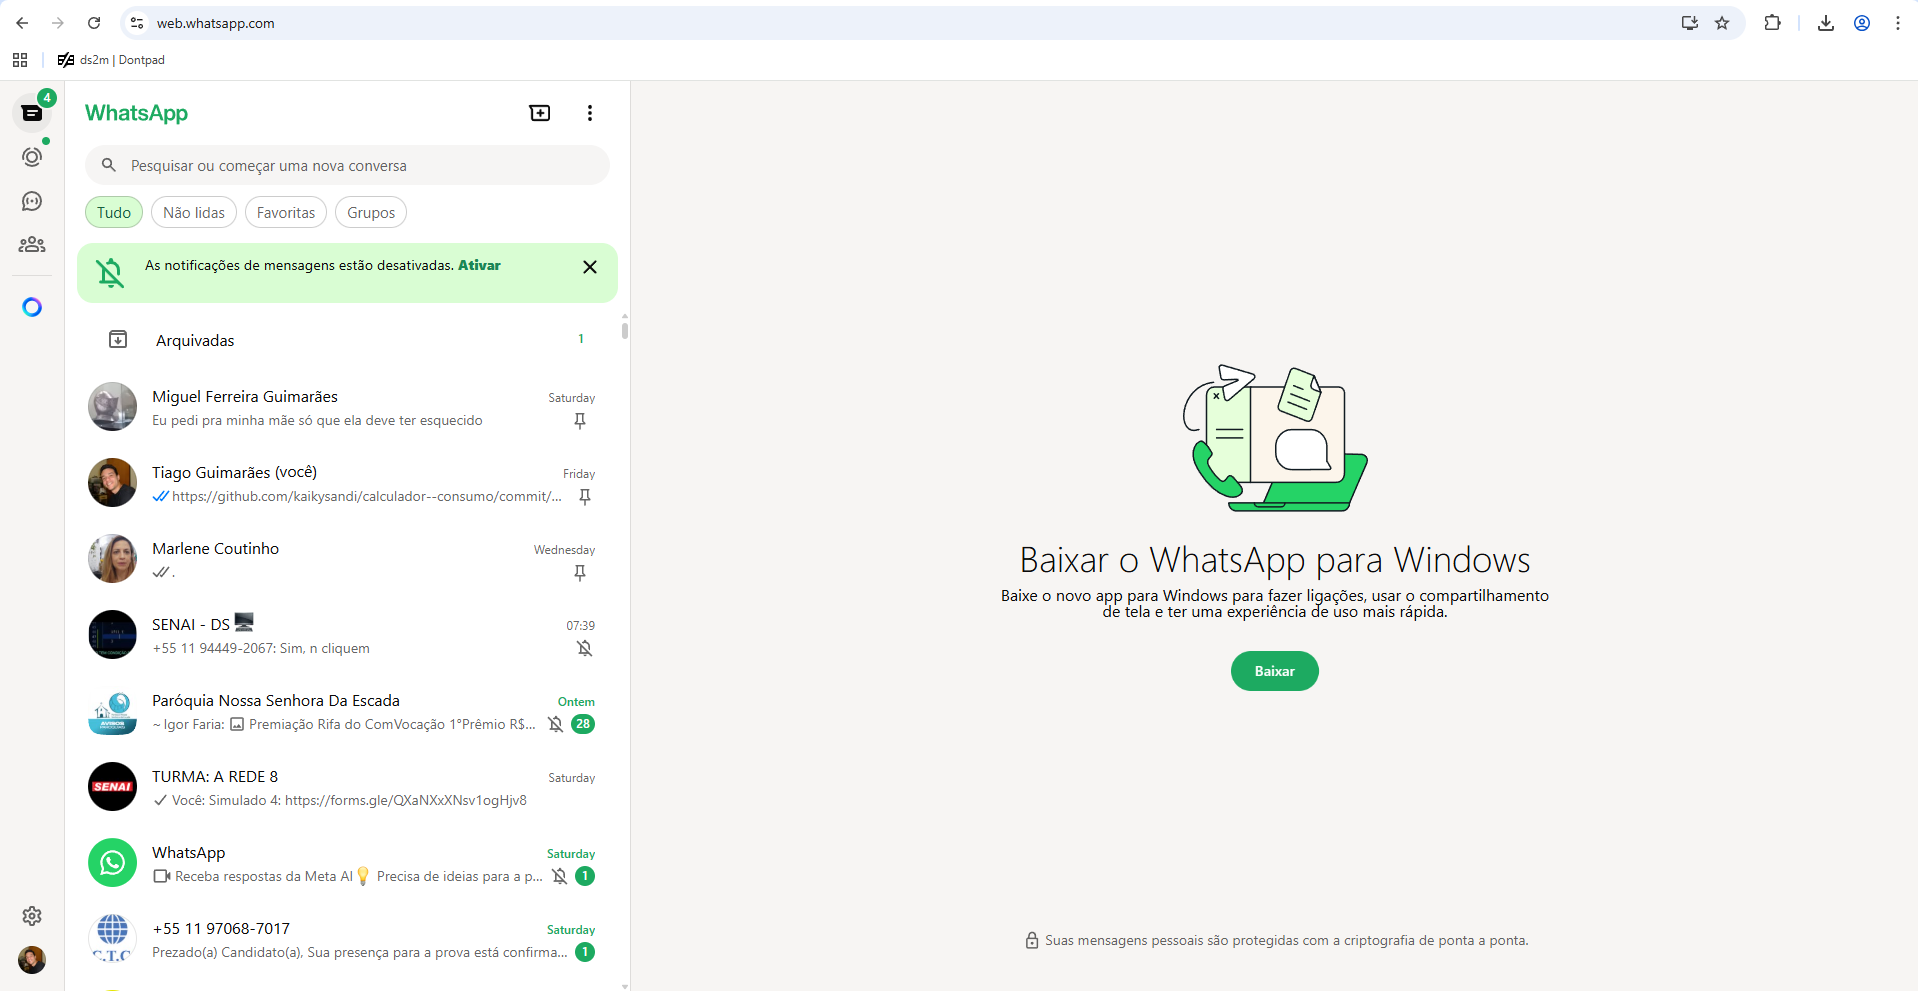 web.whatsapp.com
ds2m | Dontpad
4
WhatsApp
Pesquisar ou começar uma nova conversa
Tudo
Não lidas
Favoritas
Grupos
As notificações de mensagens estão desativadas. Ativar
Arquivadas
1
Miguel Ferreira Guimarães
Saturday
Eu pedi pra minha mãe só que ela deve ter esquecido
Tiago Guimarães (você)
Friday
https://github.com/kaikysandi/calculador--consumo/commit/...
Marlene Coutinho
Wednesday
.
SENAI - DS 🖥️
07:39
+55 11 94449-2067: Sim, n cliquem
Paróquia Nossa Senhora Da Escada
Ontem
~ Igor Faria: Premiação Rifa do ComVocação 1°Prêmio R$...
28
TURMA: A REDE 8
Saturday
Você: Simulado 4: https://forms.gle/QXaNXxXNsv1ogHjv8
SENAI
WhatsApp
Saturday
Receba respostas da Meta AI💡 Precisa de ideias para a p...
1
+55 11 97068-7017
Saturday
Prezado(a) Candidato(a), Sua presença para a prova está confirma...
1
C.T.C
Baixar o WhatsApp para Windows
Baixe o novo app para Windows para fazer ligações, usar o compartilhamento
de tela e ter uma experiência de uso mais rápida.
Baixar
Suas mensagens pessoais são protegidas com a criptografia de ponta a ponta.